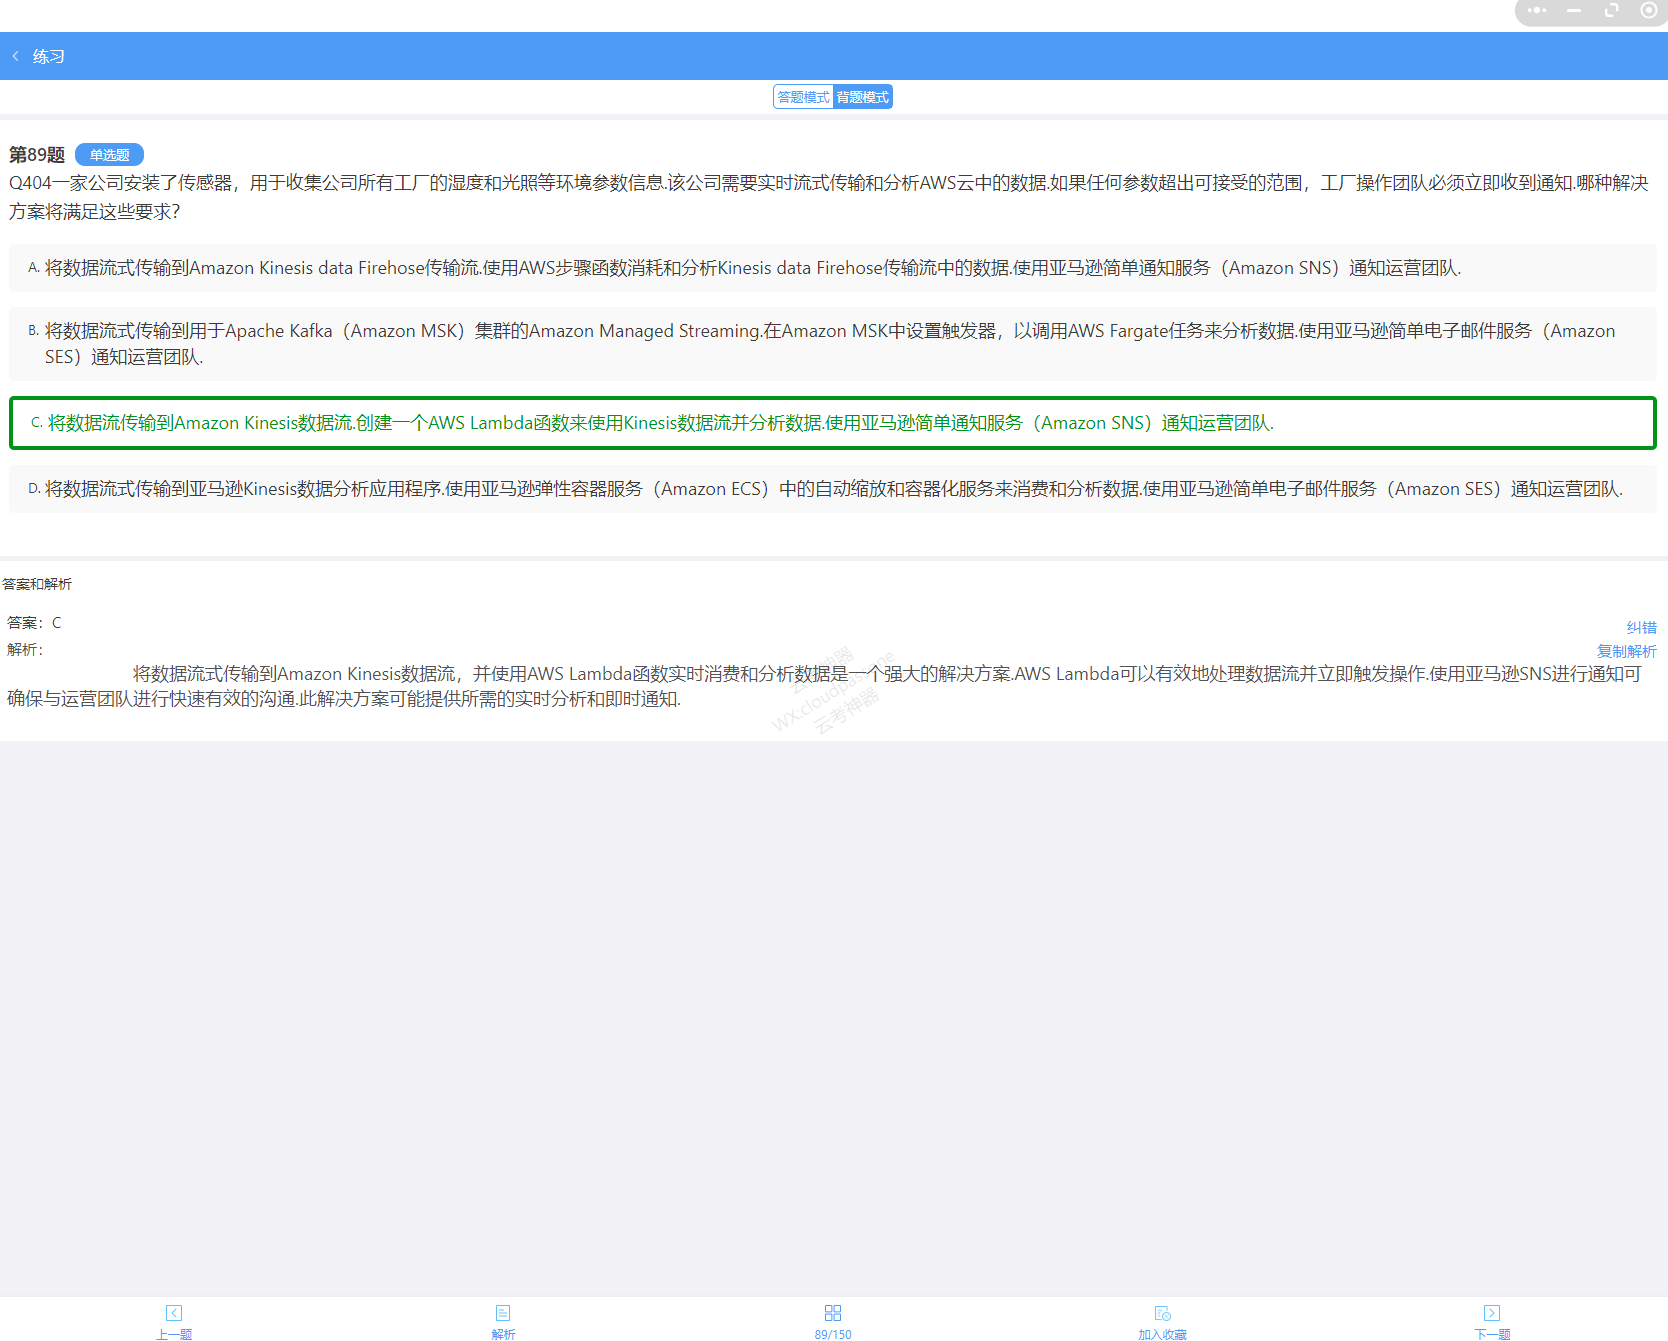 练习
答题模式 背题模式
第89题 单选题
Q404一家公司安装了传感器，用于收集公司所有工厂的湿度和光照等环境参数信息.该公司需要实时流式传输和分析AWS云中的数据.如果任何参数超出可接受的范围，工厂操作团队必须立即收到通知.哪种解决
方案将满足这些要求？
A. 将数据流式传输到Amazon Kinesis data Firehose传输流.使用AWS步骤函数消耗和分析Kinesis data Firehose传输流中的数据.使用亚马逊简单通知服务（Amazon SNS）通知运营团队.
B. 将数据流式传输到用于Apache Kafka（Amazon MSK）集群的Amazon Managed Streaming.在Amazon MSK中设置触发器，以调用AWS Fargate任务来分析数据.使用亚马逊简单电子邮件服务（Amazon
SES）通知运营团队.
C. 将数据流传输到Amazon Kinesis数据流.创建一个AWS Lambda函数来使用Kinesis数据流并分析数据.使用亚马逊简单通知服务（Amazon SNS）通知运营团队.
D. 将数据流式传输到亚马逊Kinesis数据分析应用程序.使用亚马逊弹性容器服务（Amazon ECS）中的自动缩放和容器化服务来消费和分析数据.使用亚马逊简单电子邮件服务（Amazon SES）通知运营团队.
答案和解析
答案：C
纠错
解析：
复制解析
将数据流式传输到Amazon Kinesis数据流，并使用AWS Lambda函数实时消费和分析数据是一个强大的解决方案.AWS Lambda可以有效地处理数据流并立即触发操作.使用亚马逊SNS进行通知可
确保与运营团队进行快速有效的沟通.此解决方案可能提供所需的实时分析和即时通知.
云考神器
上一题
解析
89/150
加入收藏
下一题